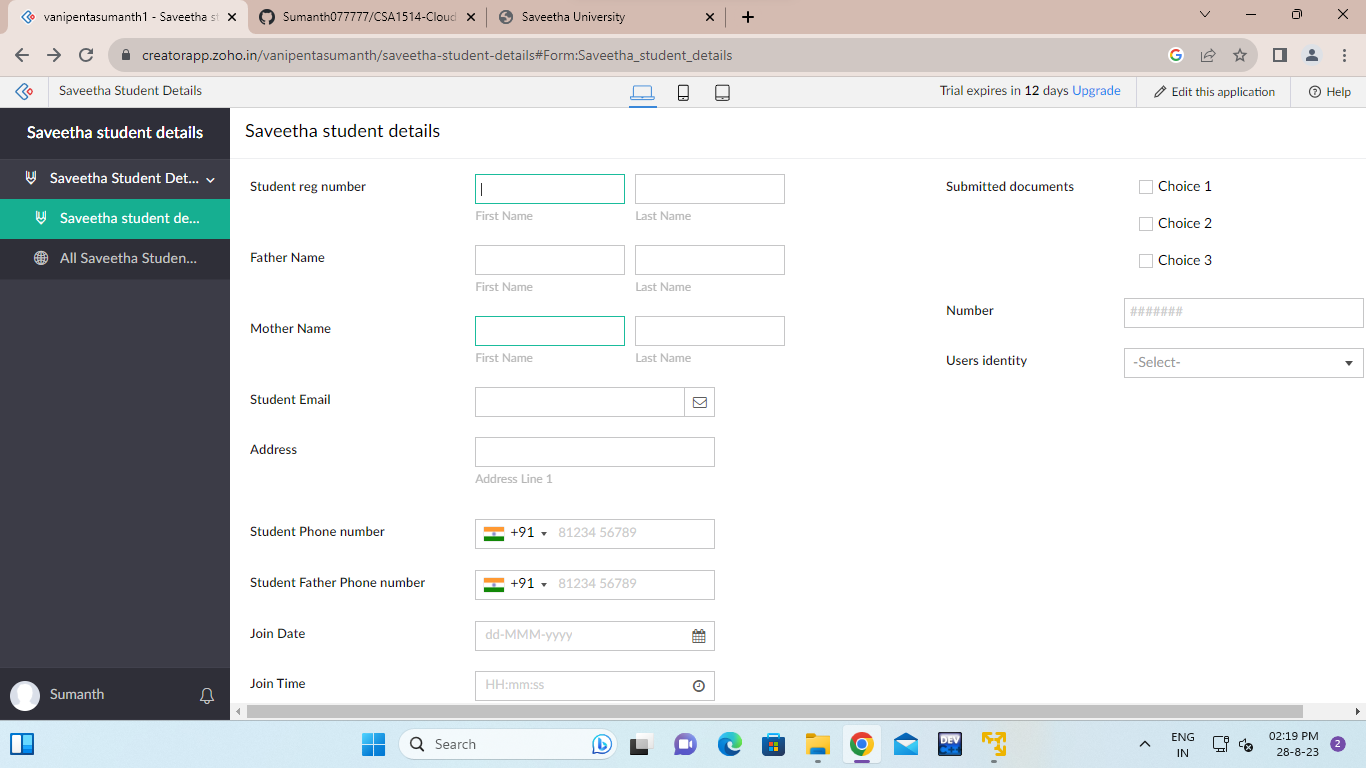 vanipentasumanth1 - Saveetha st
Sumanth077777/CSA1514-Cloud
Saveetha University
creatorapp.zoho.in/vanipentasumanth/saveetha-student-details#Form:Saveetha_student_details
Saveetha Student Details
Trial expires in 12 days Upgrade
Edit this application
Help
Saveetha student details
Saveetha Student Det...
Saveetha student de...
All Saveetha Studen...
Sumanth
Saveetha student details
Student reg number
First Name
Last Name
Father Name
First Name
Last Name
Mother Name
First Name
Last Name
Student Email
Address
Address Line 1
Student Phone number
+91 81234 56789
Student Father Phone number
+91 81234 56789
Join Date
dd-MMM-yyyy
Join Time
HH:mm:ss
Submitted documents
Choice 1
Choice 2
Choice 3
Number
#######
Users identity
-Select-
Search
DEV
ENG
IN
02:19 PM
28-8-23
2